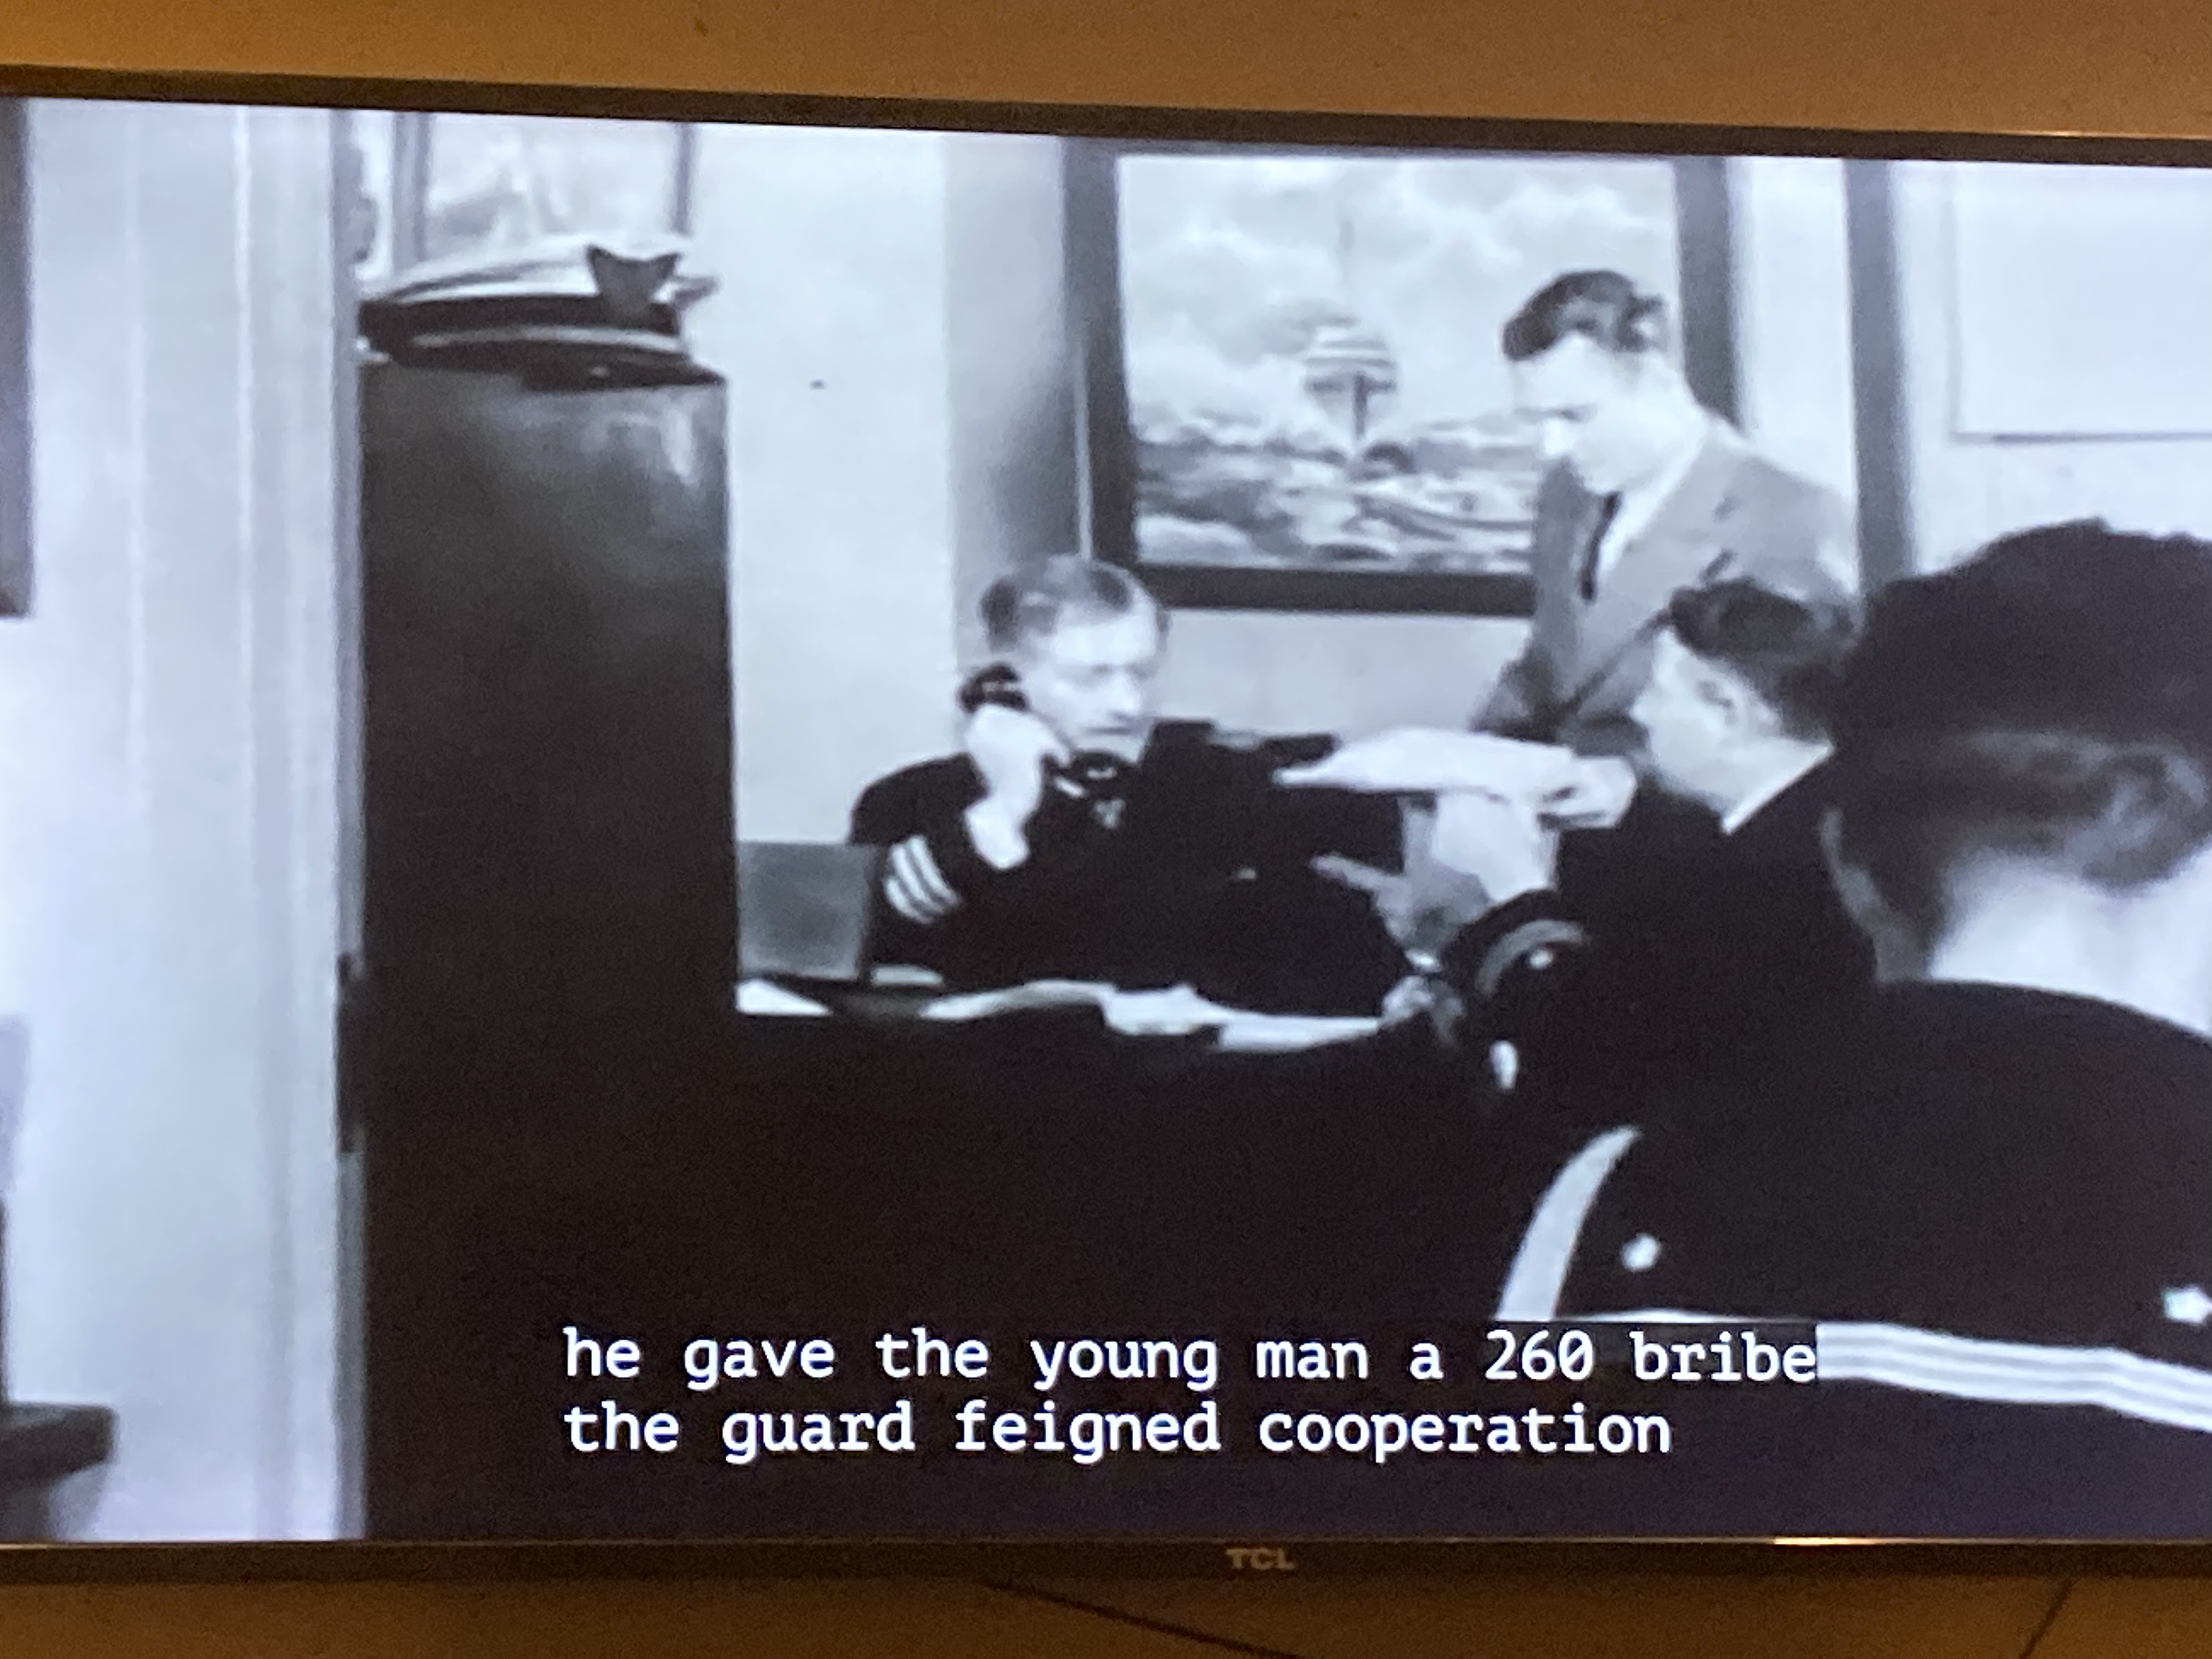 he gave the young man a 260 bribe
the guard feigned cooperation
TCL